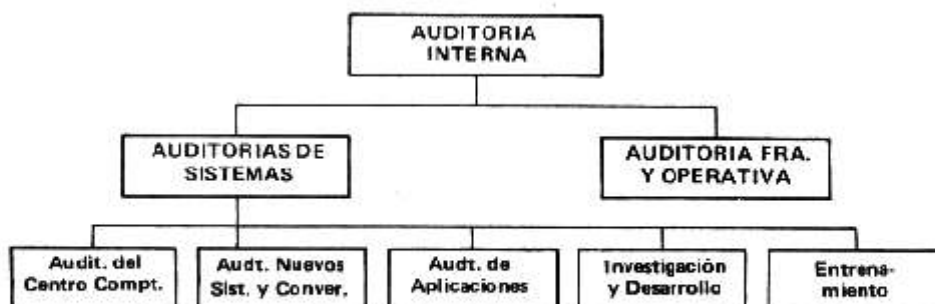 AUDITORIA
INTERNA
AUDITORIAS DE
SISTEMAS
AUDITORIA FRA.
Y OPERATIVA
Audit. del
Centro Compt.
Audt. Nuevos
Sist. y Conver.
Audt. de
Aplicaciones
Investigación
y Desarrollo
Entrena-
miento